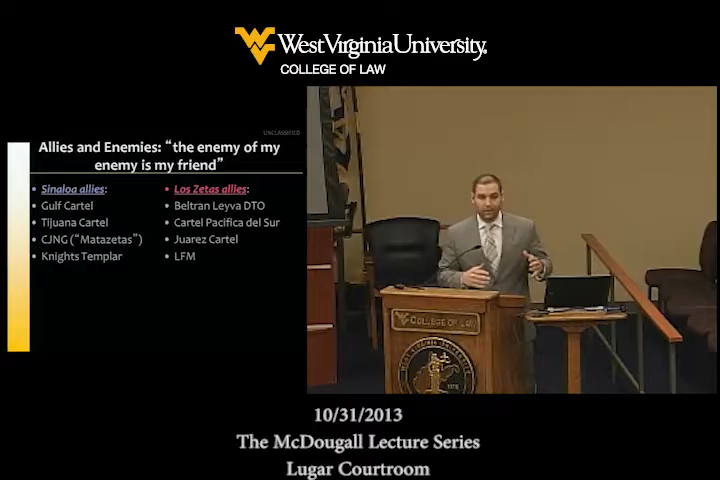 WestVirginiaUniversity.
COLLEGE OF LAW
UNCLASSIFIED
Allies and Enemies: “the enemy of my
enemy is my friend”
• Sinaloa allies:
• Gulf Cartel
• Tijuana Cartel
• CJNG (“Matazetas”)
• Knights Templar
• Los Zetas allies:
• Beltran Leyva DTO
• Cartel Pacifica del Sur
• Juarez Cartel
• LFM
COLLEGE OF LAW
10/31/2013
The McDougall Lecture Series
Lugar Courtroom